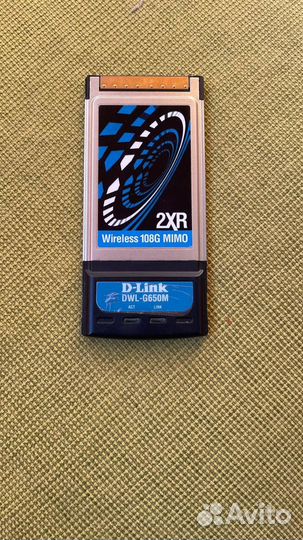 2XR
Wireless 108G MIMO
D-Link
DWL-G650M
ACT LINK
Avito